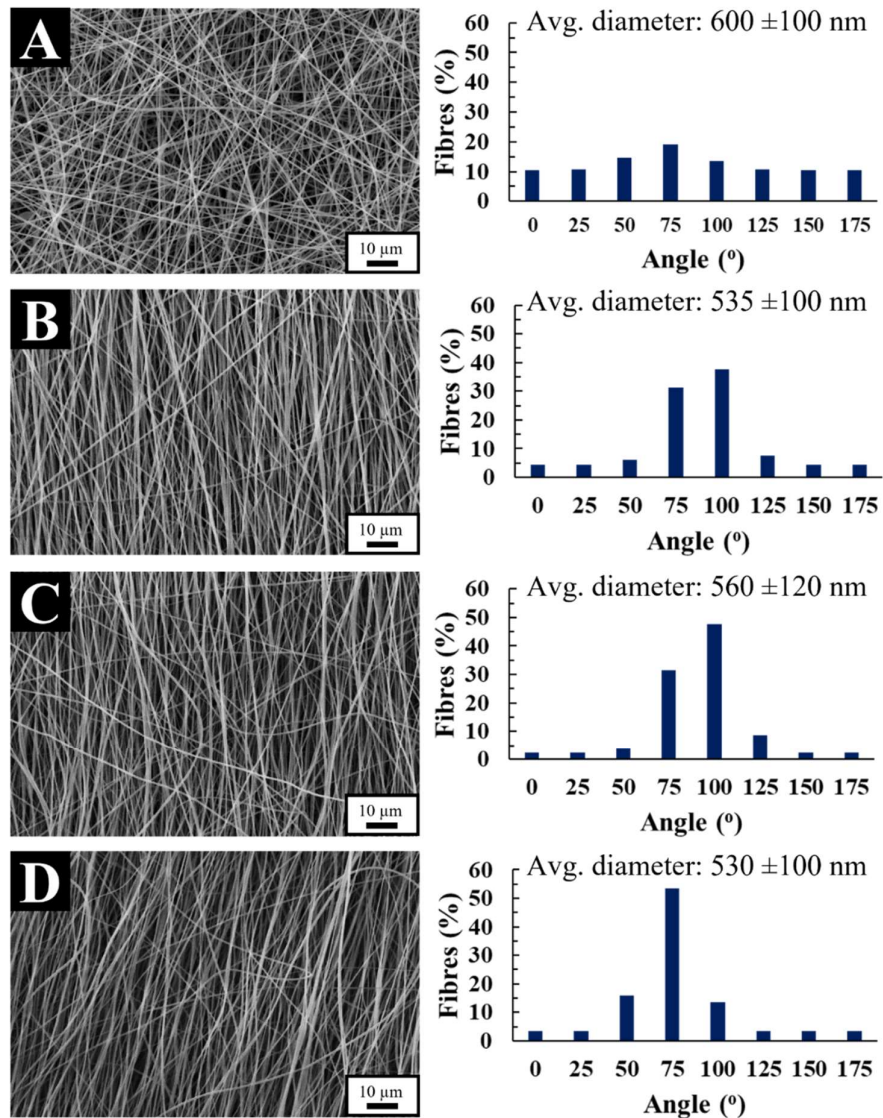 A
10 µm
Avg. diameter: 600 ±100 nm
Fibres (%)
60
50
40
30
20
10
0
0 25 50 75 100 125 150 175
Angle (º)
B
10 µm
Avg. diameter: 535 ±100 nm
Fibres (%)
60
50
40
30
20
10
0
0 25 50 75 100 125 150 175
Angle (º)
C
10 µm
Avg. diameter: 560 ±120 nm
Fibres (%)
60
50
40
30
20
10
0
0 25 50 75 100 125 150 175
Angle (º)
D
10 µm
Avg. diameter: 530 ±100 nm
Fibres (%)
60
50
40
30
20
10
0
0 25 50 75 100 125 150 175
Angle (º)